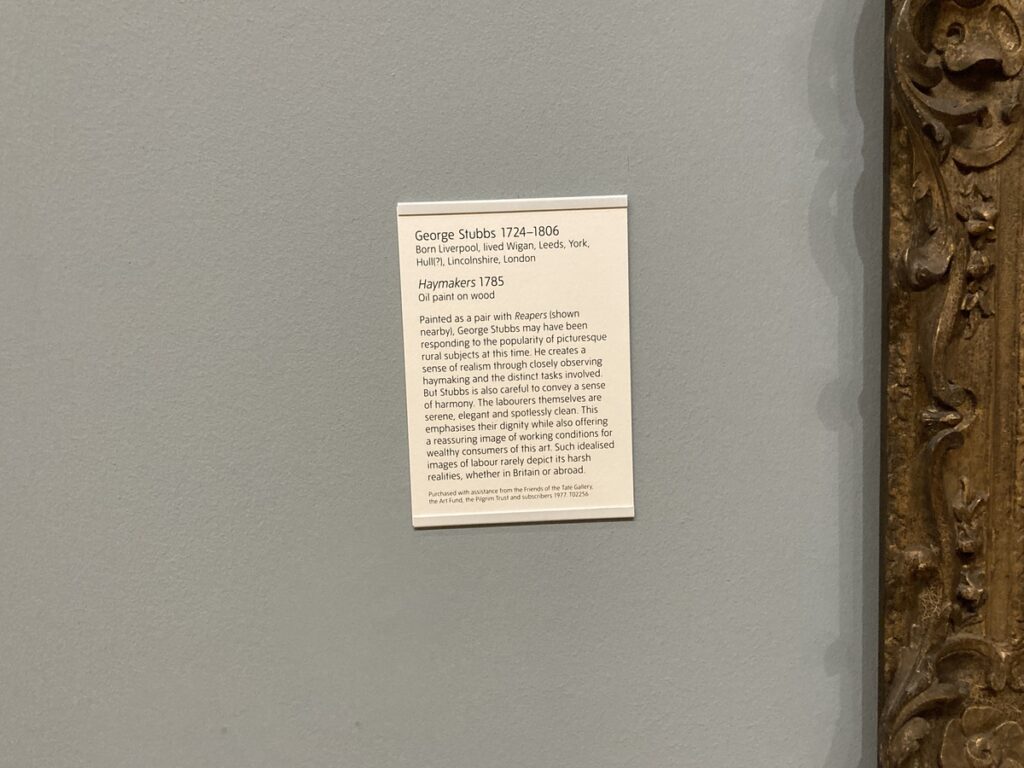 George Stubbs 1724–1806
Born Liverpool, lived Wigan, Leeds, York,
Hull(?), Lincolnshire, London
Haymakers 1785
Oil paint on wood
Painted as a pair with Reapers (shown
nearby), George Stubbs may have been
responding to the popularity of picturesque
rural subjects at this time. He creates a
sense of realism through closely observing
haymaking and the distinct tasks involved.
But Stubbs is also careful to convey a sense
of harmony. The labourers themselves are
serene, elegant and spotlessly clean. This
emphasises their dignity while also offering
a reassuring image of working conditions for
wealthy consumers of this art. Such idealised
images of labour rarely depict its harsh
realities, whether in Britain or abroad.
Purchased with assistance from the Friends of the Tate Gallery,
the Art Fund, the Pilgrim Trust and subscribers 1977 T02256